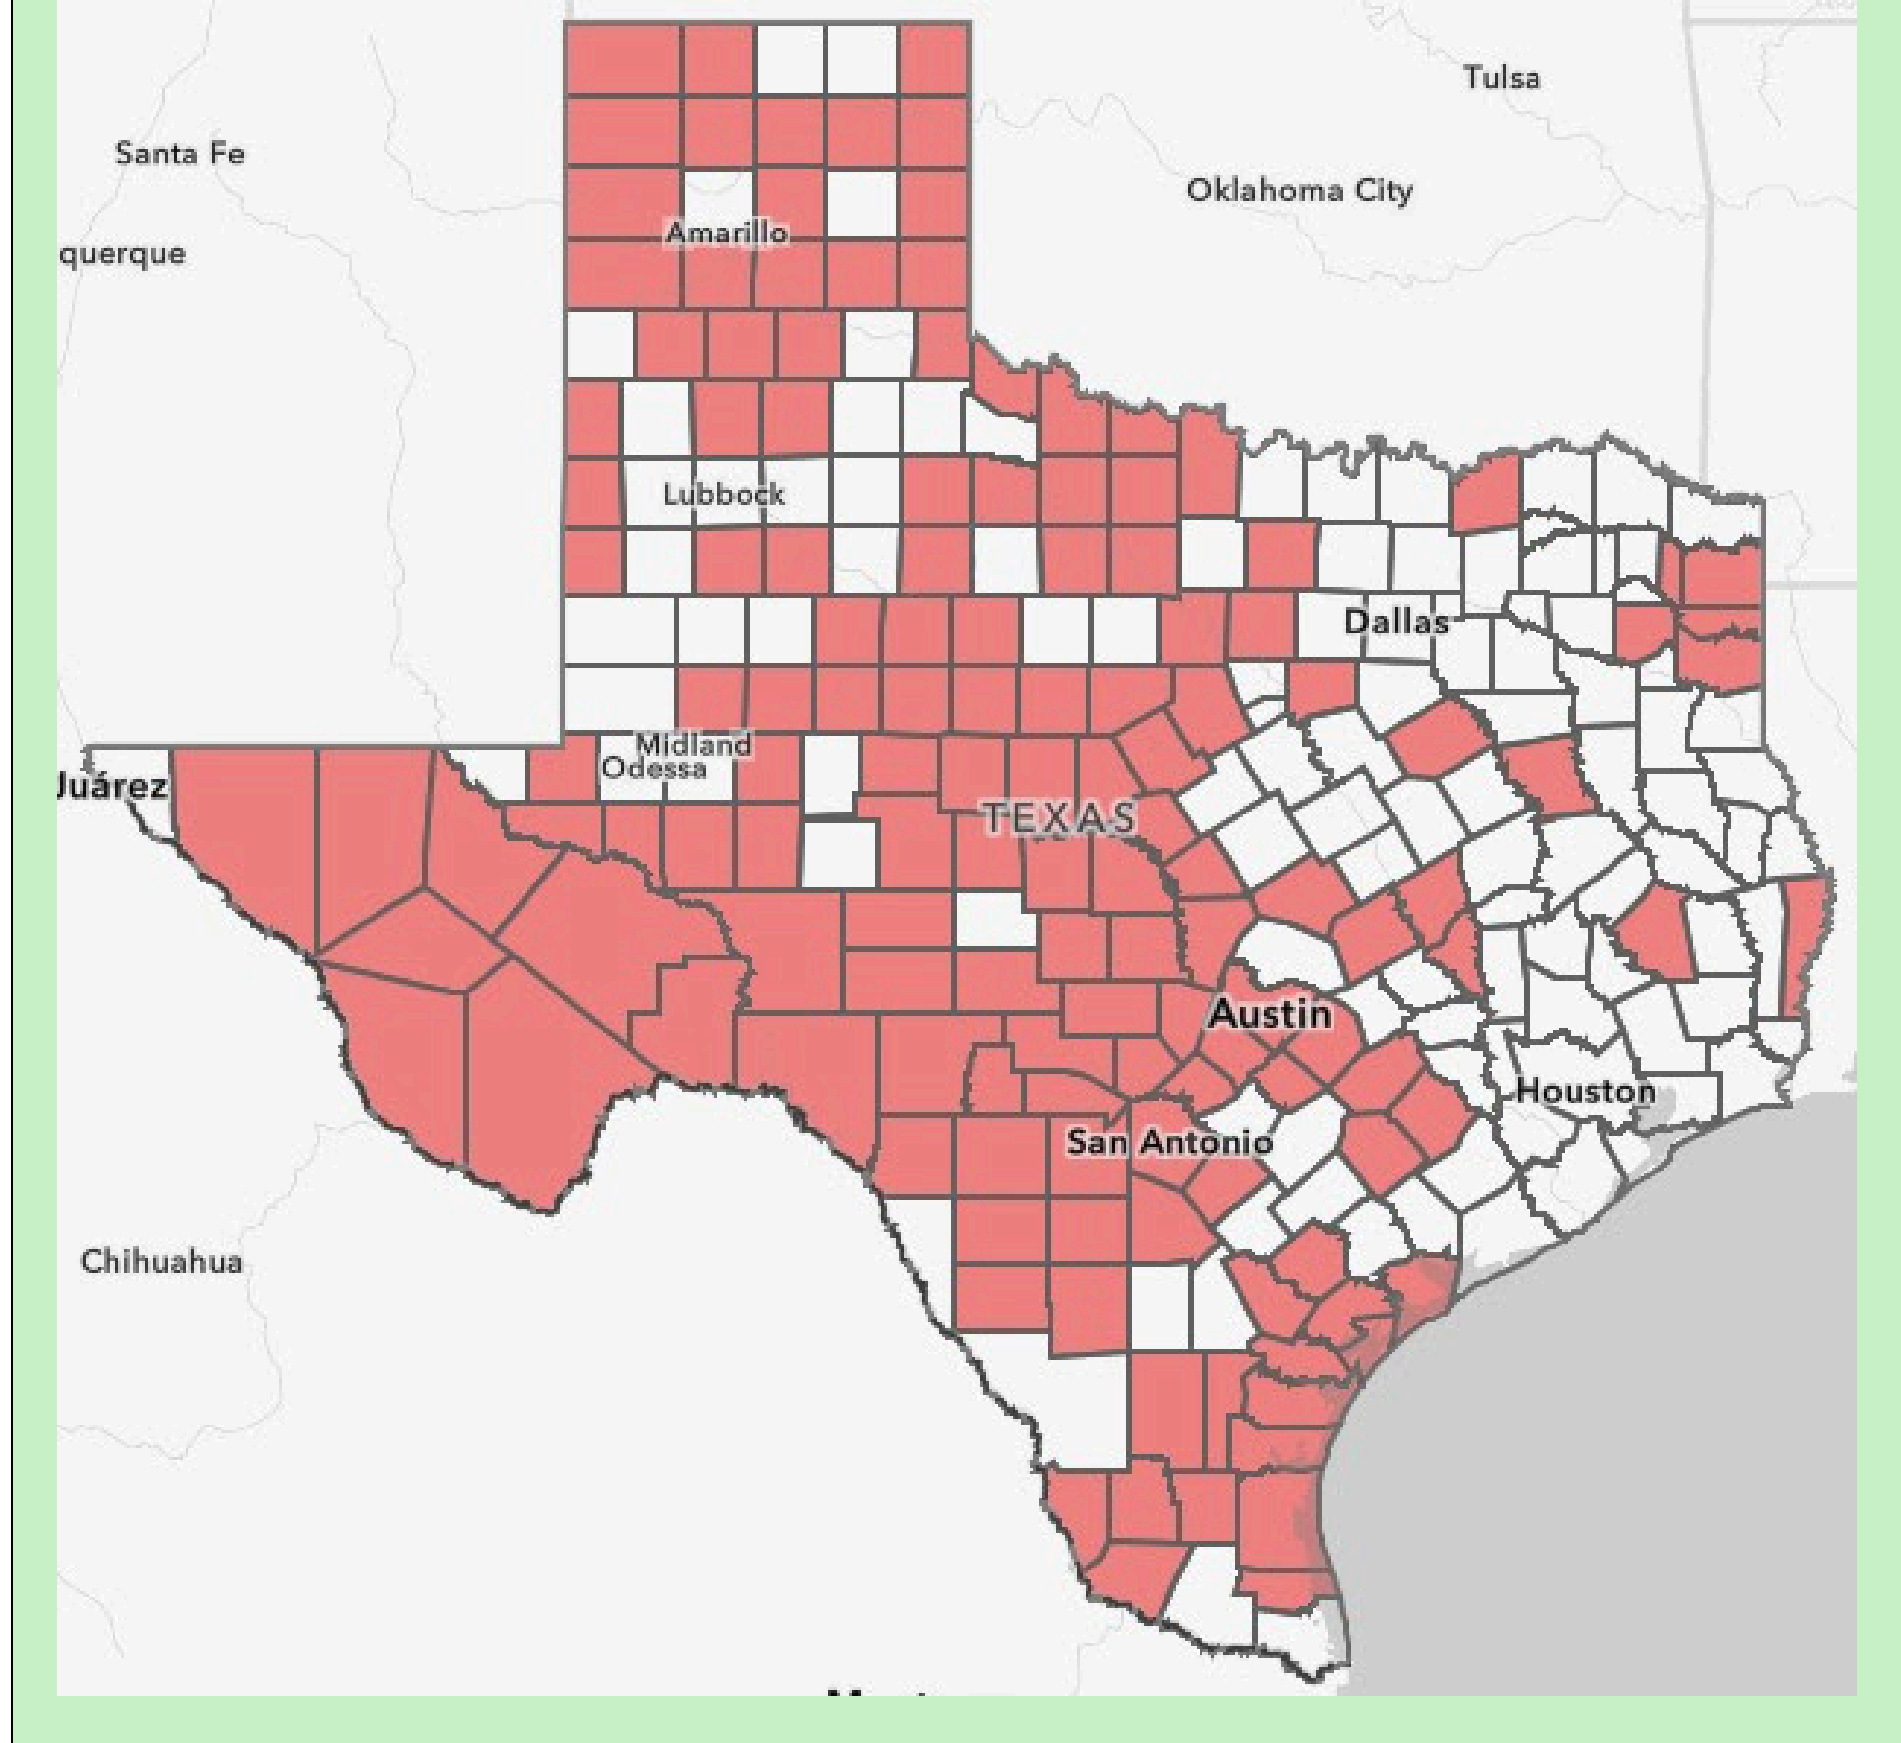 Tulsa
Santa Fe
Oklahoma City
Amarillo
querque
Lubbock
Dallas
Midland
Odessa
Juárez
TEXAS
Austin
Houston
San Antonio
Chihuahua